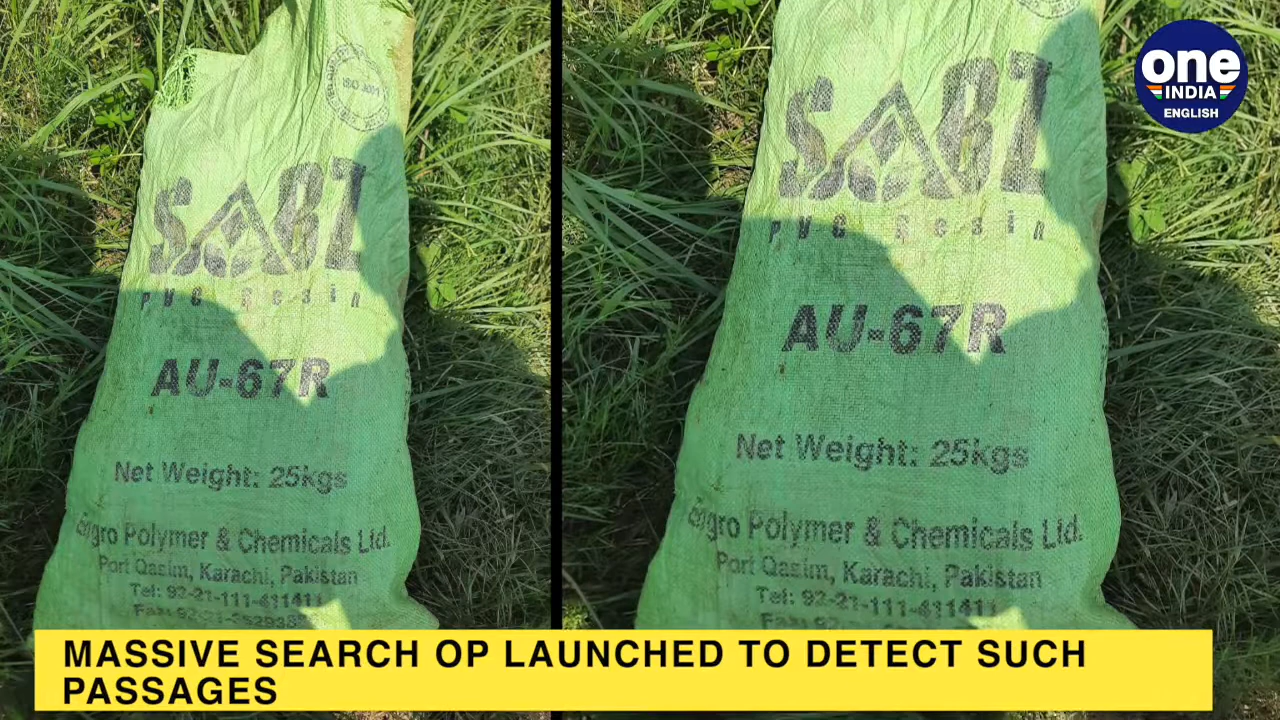 SABZ
PVC Resin
AU-67R
Net Weight: 25kgs
Engro Polymer & Chemicals Ltd.
Port Qasim, Karachi, Pakistan
Tel: 92-21-111-411411
SABZ
PVC Resin
AU-67R
Net Weight: 25kgs
Engro Polymer & Chemicals Ltd.
Port Qasim, Karachi, Pakistan
Tel: 92-21-111-411411
one
INDIA
ENGLISH
MASSIVE SEARCH OP LAUNCHED TO DETECT SUCH
PASSAGES